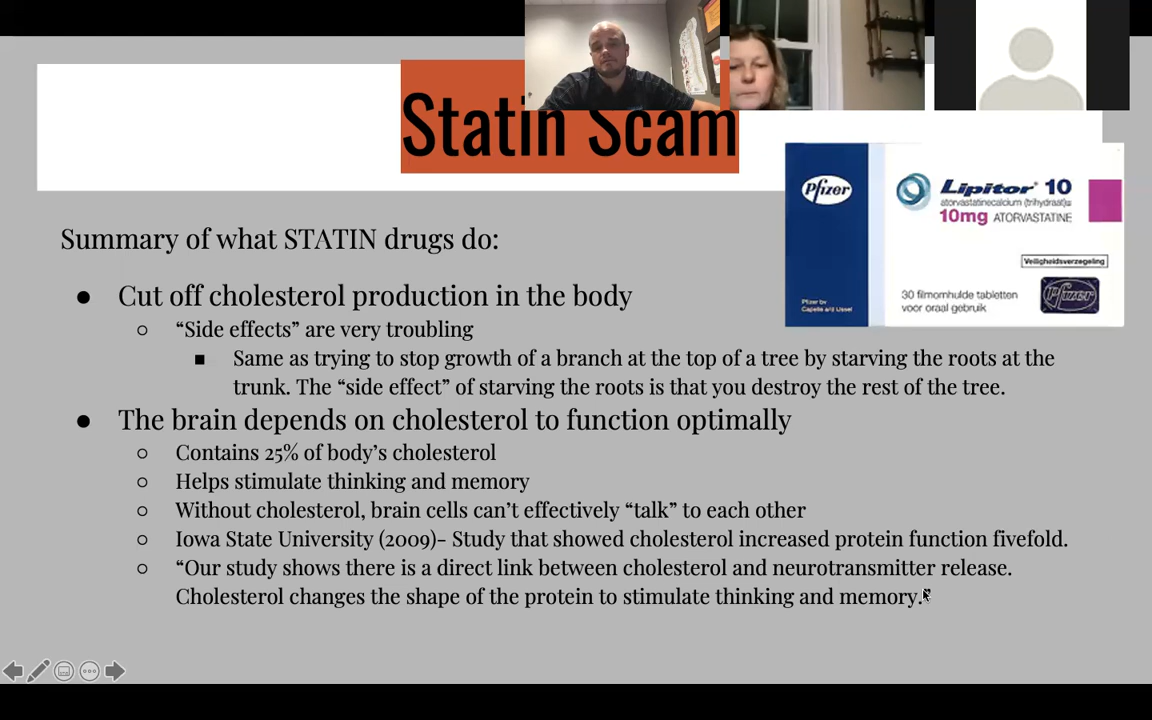 Statin Scam
Pfizer
Lipitor® 10
atorvastatinecalcium (trihydraat)
10mg ATORVASTATINE
Veiligheidsverzegeling
30 filmomhulde tabletten
voor oraal gebruik
Pfizer
Pfizer bv
Capelle a/d IJssel
Summary of what STATIN drugs do:
● Cut off cholesterol production in the body
○ “Side effects” are very troubling
■ Same as trying to stop growth of a branch at the top of a tree by starving the roots at the
trunk. The “side effect” of starving the roots is that you destroy the rest of the tree.
● The brain depends on cholesterol to function optimally
○ Contains 25% of body’s cholesterol
○ Helps stimulate thinking and memory
○ Without cholesterol, brain cells can’t effectively “talk” to each other
○ Iowa State University (2009)- Study that showed cholesterol increased protein function fivefold.
○ “Our study shows there is a direct link between cholesterol and neurotransmitter release.
Cholesterol changes the shape of the protein to stimulate thinking and memory.”